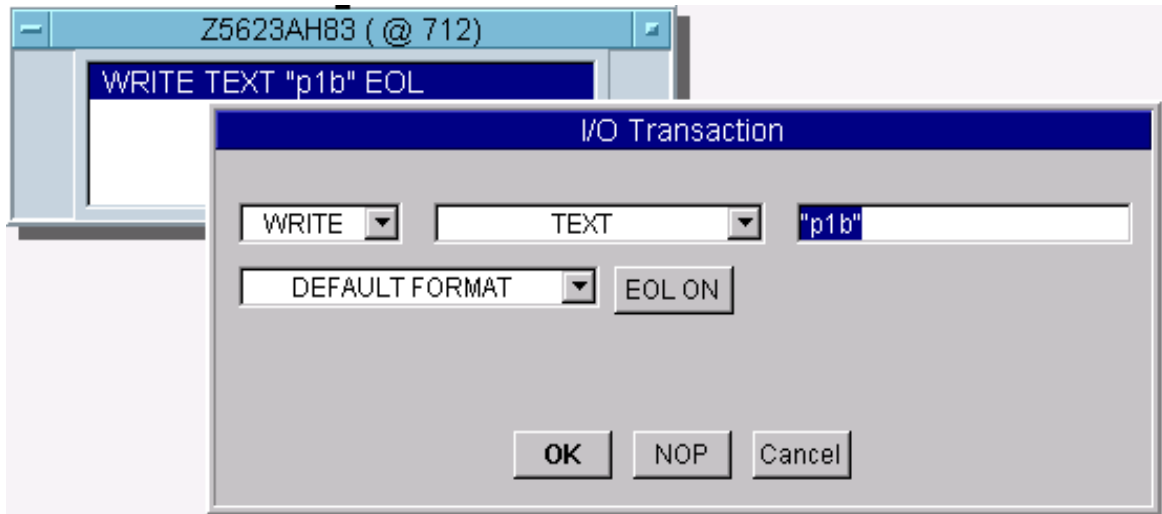 Z5623AH83 ( @ 712)
WRITE TEXT "p1b" EOL
I/O Transaction
WRITE TEXT "p1b"
DEFAULT FORMAT EOL ON
OK NOP Cancel